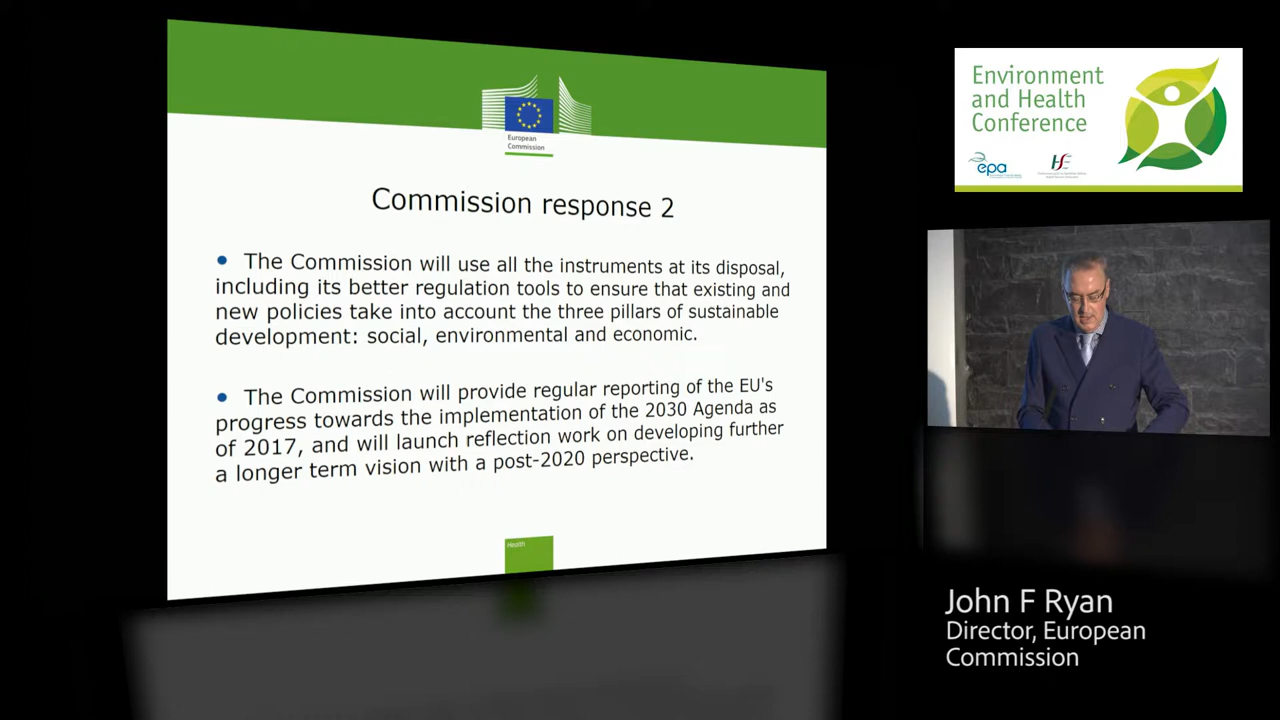 European
Commission
Commission response 2
• The Commission will use all the instruments at its disposal,
including its better regulation tools to ensure that existing and
new policies take into account the three pillars of sustainable
development: social, environmental and economic.
• The Commission will provide regular reporting of the EU's
progress towards the implementation of the 2030 Agenda as
of 2017, and will launch reflection work on developing further
a longer term vision with a post-2020 perspective.
Health
Environment
and Health
Conference
epa
John F Ryan
Director, European
Commission